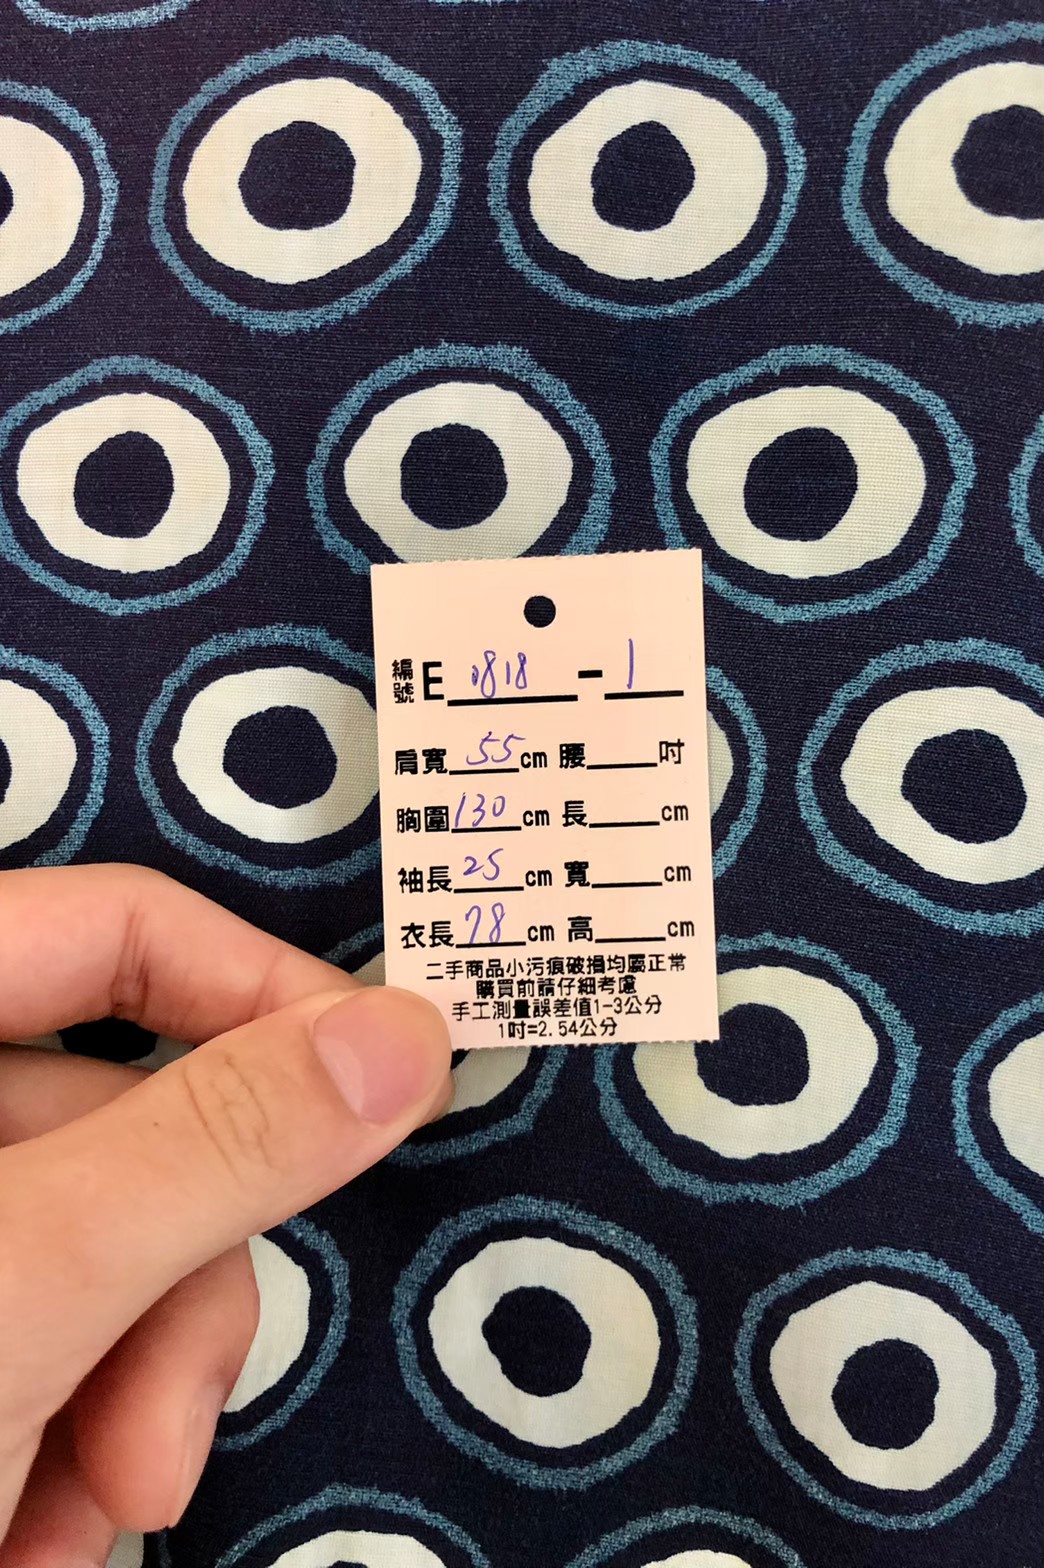 編號E 0818 - 1
肩寬 55 cm 腰 吋
胸圍 130 cm 長 cm
袖長 25 cm 寬 cm
衣長 78 cm 高 cm
二手商品小污痕破損均屬正常
購買前請仔細考慮
手工測量誤差值1-3公分
1吋=2.54公分